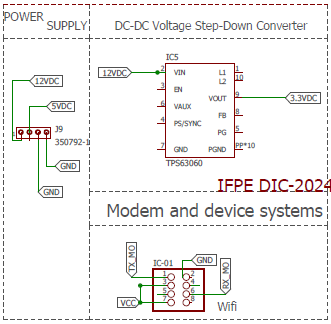 POWER
SUPPLY
DC-DC Voltage Step-Down Converter
12VDC
5VDC
J9
350792-1
GND
GND
IC5
12VDC
2 VIN L1 1
L2 10
3 EN
VOUT 9
3.3VDC
6 VAUX
FB 8
4 PS/SYNC
PG 5
7 GND PGND PP*10
TPS63060
IFPE DIC-2024
Modem and device systems
TX_MO
IC-01
GND
RX_MO
1 2
3 4
5 6
7 8
VCC
Wifi